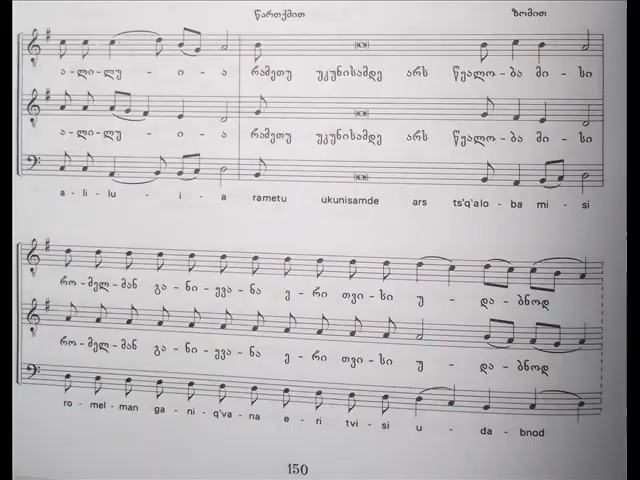 წართქმით ზომით
ა-ლი-ლუ - ი - ა რამეთუ უკუნისამდე არს წყალო-ბა მი - სი
ა-ლი-ლუ - ი - ა რამეთუ უკუნისამდე არს წყალო-ბა მი - სი
a - li - lu - i - a rametu ukunisamde ars ts'q'alo - ba mi - si
რო-მელ-მან გა-ნი-ყვა-ნა ე-რი თვი-სი უ - და-ბნოდ
რო-მელ-მან გა-ნი-ყვა-ნა ე-რი თვი-სი უ - და-ბნოდ
ro - mel-man ga - ni - q'va - na e - ri tvi - si u - da - bnod
150